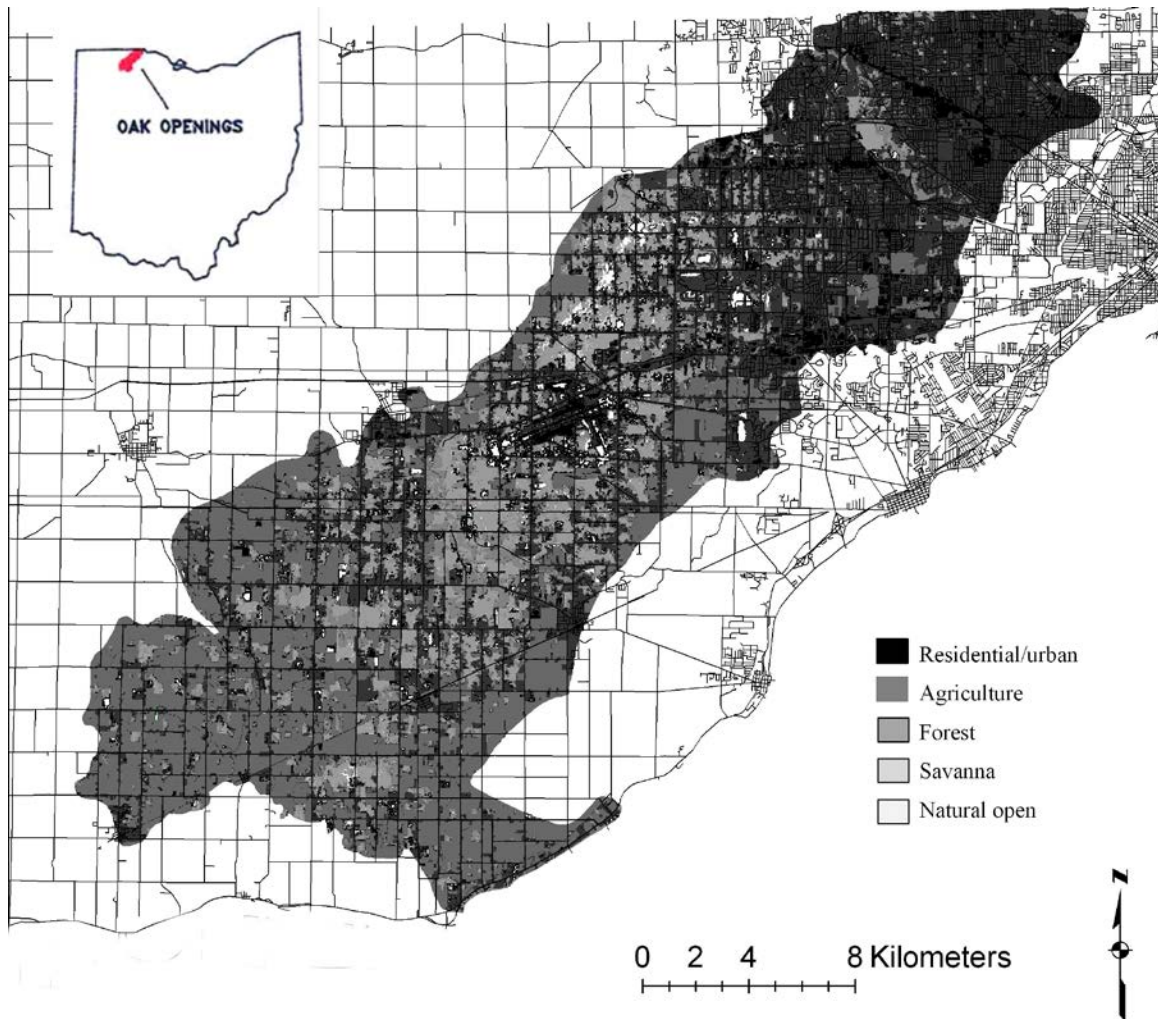 OAK OPENINGS
Residential/urban
Agriculture
Forest
Savanna
Natural open
N
0 2 4 8 Kilometers